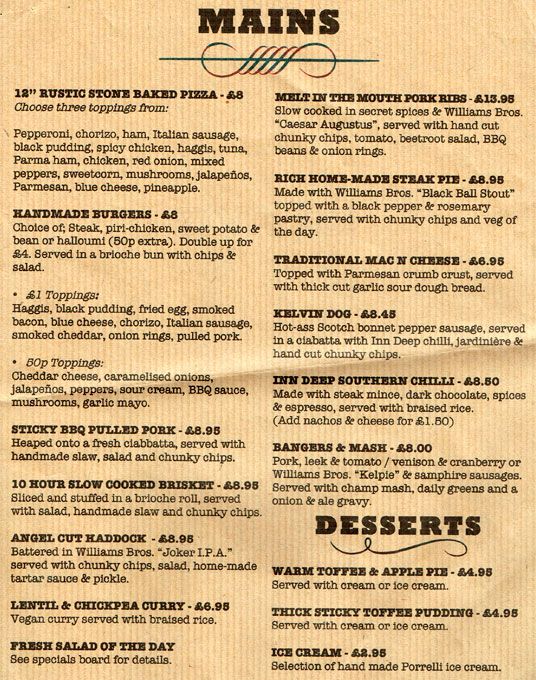 MAINS
12" RUSTIC STONE BAKED PIZZA - £8
Choose three toppings from:
Pepperoni, chorizo, ham, Italian sausage,
black pudding, spicy chicken, haggis, tuna,
Parma ham, chicken, red onion, mixed
peppers, sweetcorn, mushrooms, jalapeños,
Parmesan, blue cheese, pineapple.
HANDMADE BURGERS - £8
Choice of; Steak, piri-chicken, sweet potato &
bean or halloumi (50p extra). Double up for
£4. Served in a brioche bun with chips &
salad.
• £1 Toppings:
Haggis, black pudding, fried egg, smoked
bacon, blue cheese, chorizo, Italian sausage,
smoked cheddar, onion rings, pulled pork.
• 50p Toppings:
Cheddar cheese, caramelised onions,
jalapeños, peppers, sour cream, BBQ sauce,
mushrooms, garlic mayo.
STICKY BBQ PULLED PORK - £8.95
Heaped onto a fresh ciabbatta, served with
handmade slaw, salad and chunky chips.
10 HOUR SLOW COOKED BRISKET - £8.95
Sliced and stuffed in a brioche roll, served
with salad, handmade slaw and chunky chips.
ANGEL CUT HADDOCK - £8.95
Battered in Williams Bros. "Joker I.P.A."
served with chunky chips, salad, home-made
tartar sauce & pickle.
LENTIL & CHICKPEA CURRY - £6.95
Vegan curry served with braised rice.
FRESH SALAD OF THE DAY
See specials board for details.
MELT IN THE MOUTH PORK RIBS - £13.95
Slow cooked in secret spices & Williams Bros.
"Caesar Augustus", served with hand cut
chunky chips, tomato, beetroot salad, BBQ
beans & onion rings.
RICH HOME-MADE STEAK PIE - £8.95
Made with Williams Bros. "Black Ball Stout"
topped with a black pepper & rosemary
pastry, served with chunky chips and veg of
the day.
TRADITIONAL MAC N CHEESE - £6.95
Topped with Parmesan crumb crust, served
with thick cut garlic sour dough bread.
KELVIN DOG - £8.45
Hot-ass Scotch bonnet pepper sausage, served
in a ciabatta with Inn Deep chilli, jardinière &
hand cut chunky chips.
INN DEEP SOUTHERN CHILLI - £8.50
Made with steak mince, dark chocolate, spices
& espresso, served with braised rice.
(Add nachos & cheese for £1.50)
BANGERS & MASH - £8.00
Pork, leek & tomato / venison & cranberry or
Williams Bros. "Kelpie" & samphire sausages.
Served with champ mash, daily greens and a
onion & ale gravy.
DESSERTS
WARM TOFFEE & APPLE PIE - £4.95
Served with cream or ice cream.
THICK STICKY TOFFEE PUDDING - £4.95
Served with cream or ice cream.
ICE CREAM - £2.95
Selection of hand made Porrelli ice cream.